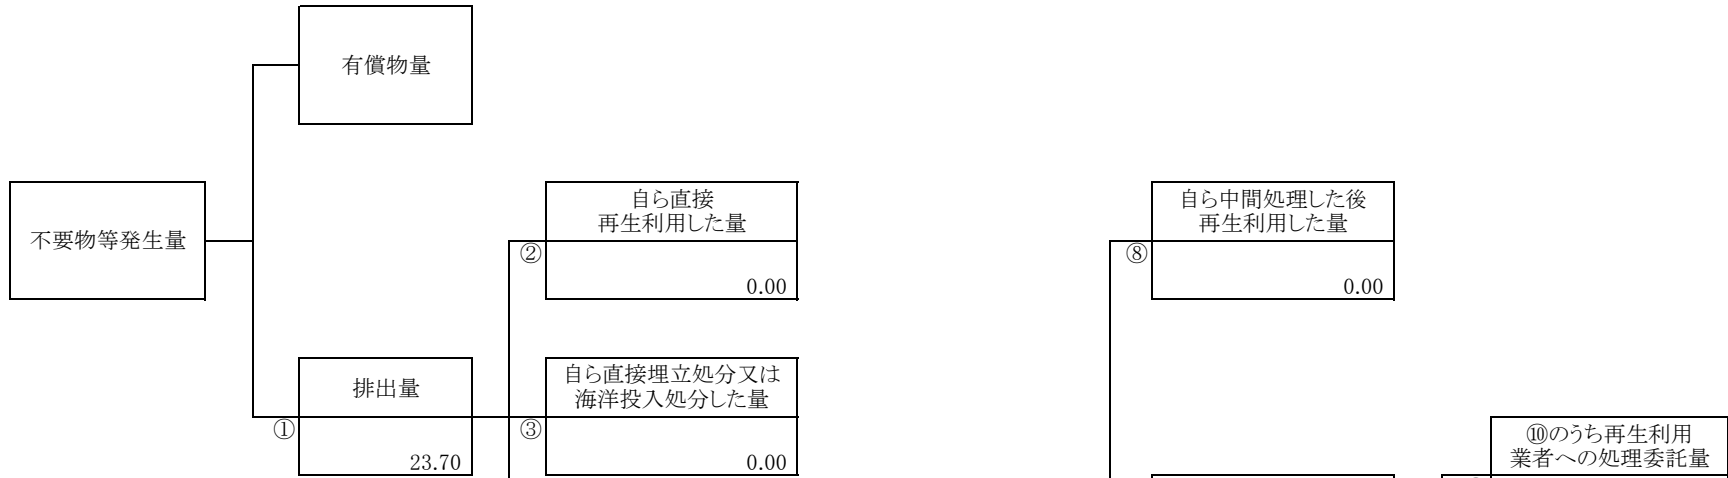 有償物量
不要物等発生量
自ら直接
再生利用した量
②
0.00
自ら中間処理した後
再生利用した量
⑧
0.00
排出量
①
23.70
自ら直接埋立処分又は
海洋投入処分した量
③
0.00
⑩のうち再生利用
業者への処理委託量